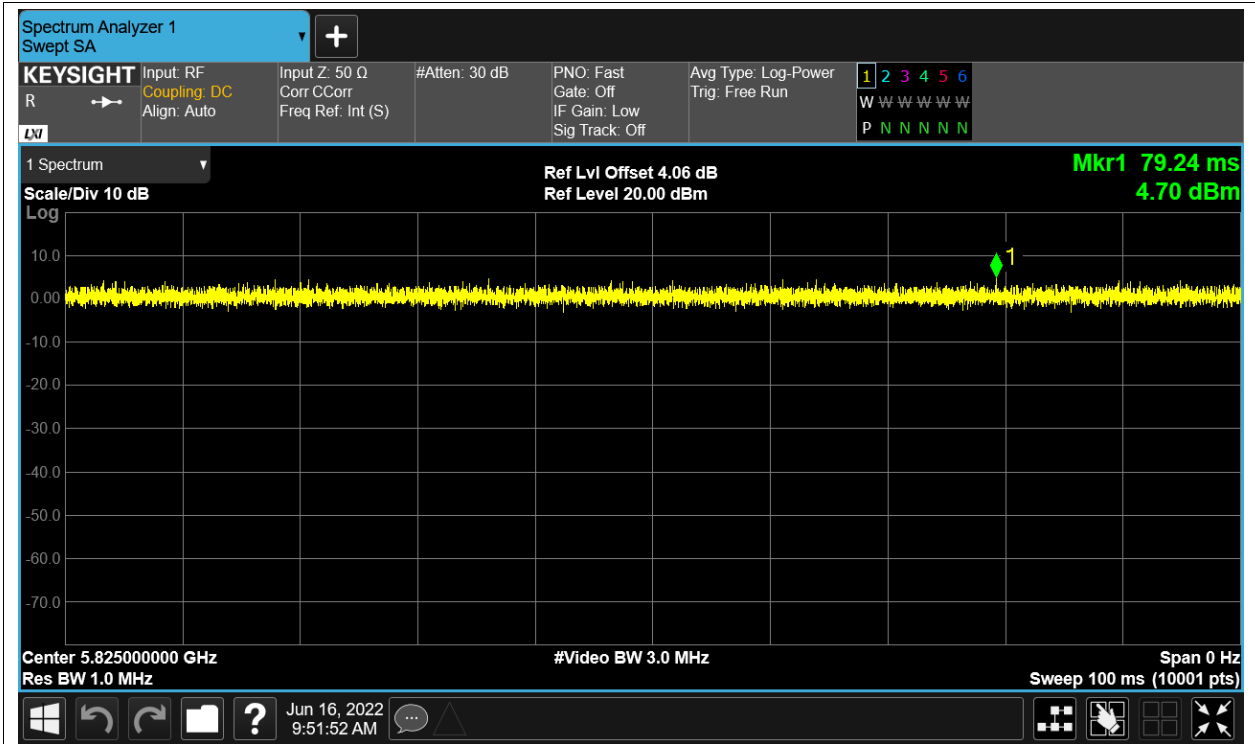 Spectrum Analyzer 1
Swept SA
+
KEYSIGHT
R
LXI
Input: RF
Coupling: DC
Align: Auto
Input Z: 50 Ω
Corr CCorr
Freq Ref: Int (S)
#Atten: 30 dB
PNO: Fast
Gate: Off
IF Gain: Low
Sig Track: Off
Avg Type: Log-Power
Trig: Free Run
1 2 3 4 5 6
W W W W W W
P N N N N N
1 Spectrum
Scale/Div 10 dB
Log
Ref Lvl Offset 4.06 dB
Ref Level 20.00 dBm
Mkr1 79.24 ms
4.70 dBm
1
10.0
0.00
-10.0
-20.0
-30.0
-40.0
-50.0
-60.0
-70.0
Center 5.825000000 GHz
Res BW 1.0 MHz
#Video BW 3.0 MHz
Span 0 Hz
Sweep 100 ms (10001 pts)
?
Jun 16, 2022
9:51:52 AM